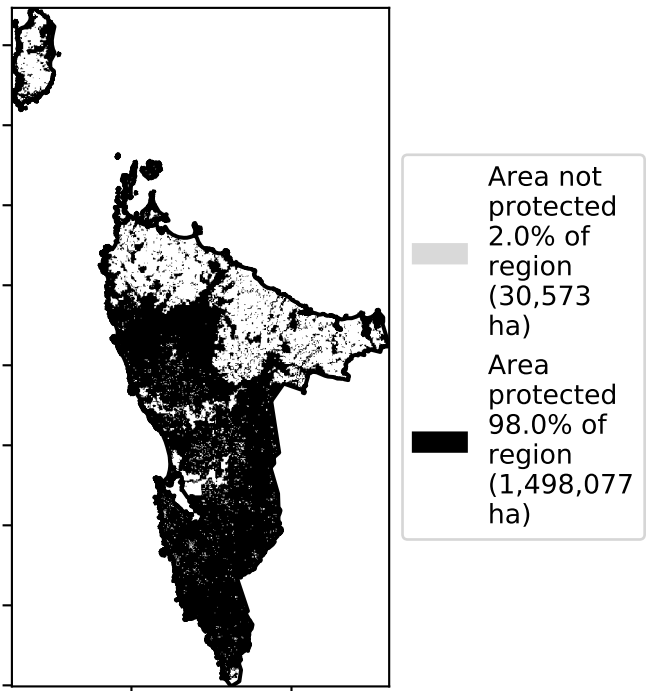 Area not
protected
2.0% of
region
(30,573
ha)
Area
protected
98.0% of
region
(1,498,077
ha)